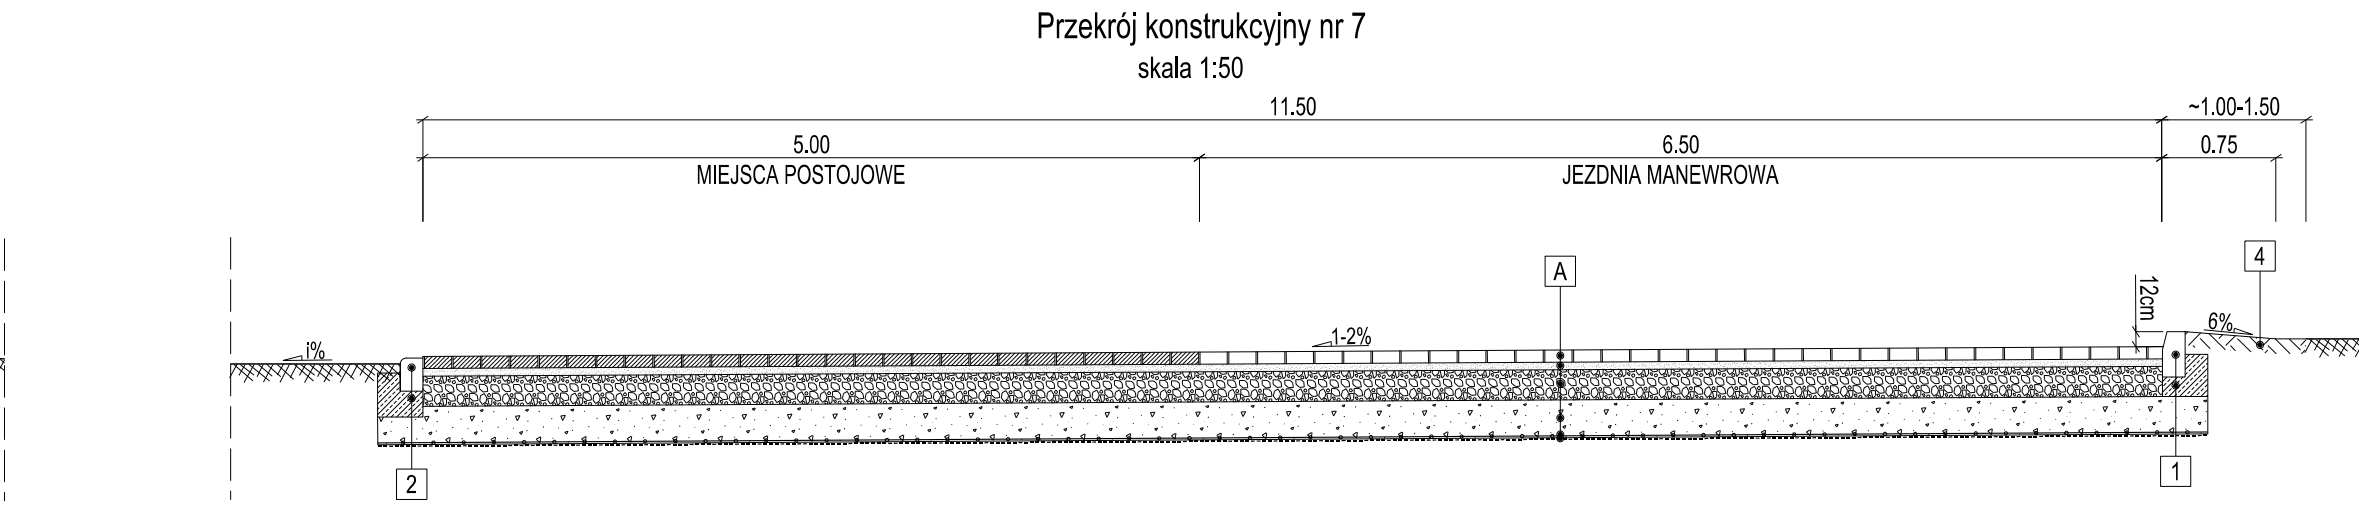 Przekrój konstrukcyjny nr 7
skala 1:50
11.50
~1.00-1.50
5.00
6.50
0.75
MIEJSCA POSTOJOWE
JEZDNIA MANEWROWA
A
4
12cm
i%
1-2%
6%
2
1